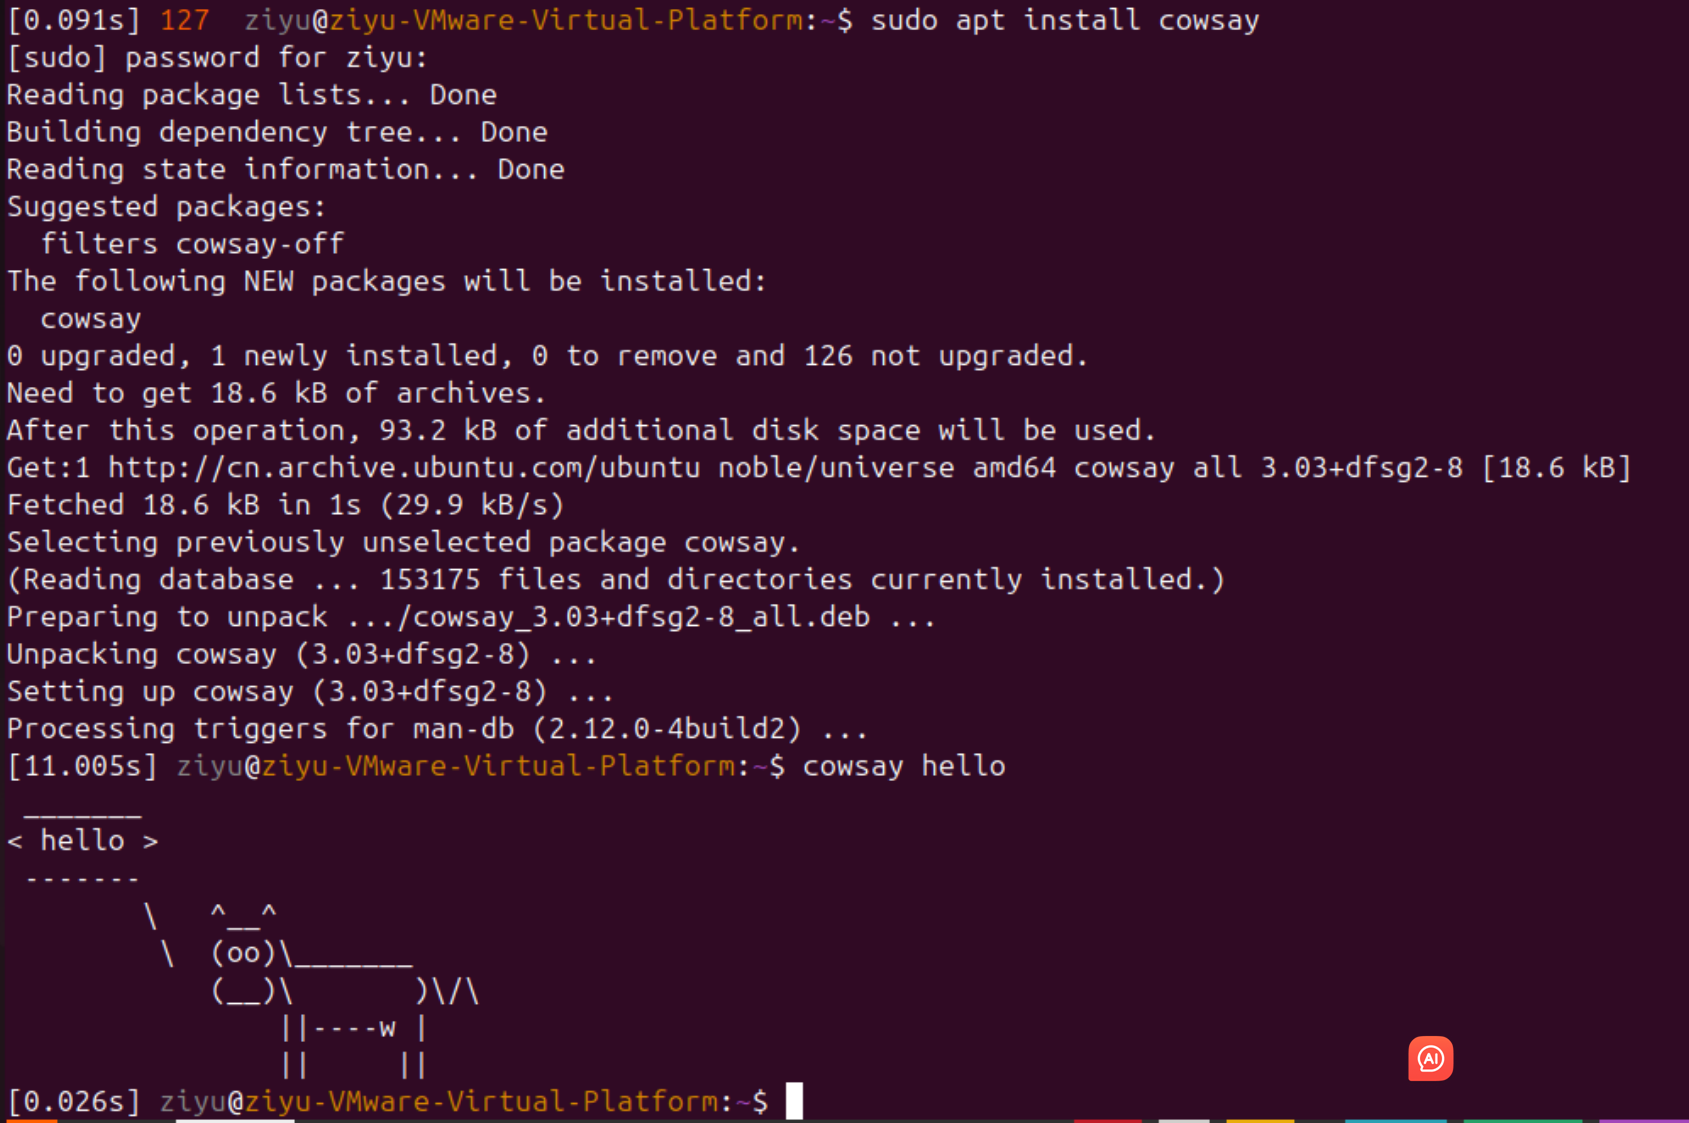 [0.091s] 127  ziyu@ziyu-VMware-Virtual-Platform:~$ sudo apt install cowsay
[sudo] password for ziyu:
Reading package lists... Done
Building dependency tree... Done
Reading state information... Done
Suggested packages:
  filters cowsay-off
The following NEW packages will be installed:
  cowsay
0 upgraded, 1 newly installed, 0 to remove and 126 not upgraded.
Need to get 18.6 kB of archives.
After this operation, 93.2 kB of additional disk space will be used.
Get:1 http://cn.archive.ubuntu.com/ubuntu noble/universe amd64 cowsay all 3.03+dfsg2-8 [18.6 kB]
Fetched 18.6 kB in 1s (29.9 kB/s)
Selecting previously unselected package cowsay.
(Reading database ... 153175 files and directories currently installed.)
Preparing to unpack .../cowsay_3.03+dfsg2-8_all.deb ...
Unpacking cowsay (3.03+dfsg2-8) ...
Setting up cowsay (3.03+dfsg2-8) ...
Processing triggers for man-db (2.12.0-4build2) ...
[11.005s] ziyu@ziyu-VMware-Virtual-Platform:~$ cowsay hello
 _______
< hello >
 -------
        \   ^__^
         \  (oo)\_______
            (__)\       )\/\
                ||----w |
                ||     ||
[0.026s] ziyu@ziyu-VMware-Virtual-Platform:~$
AI